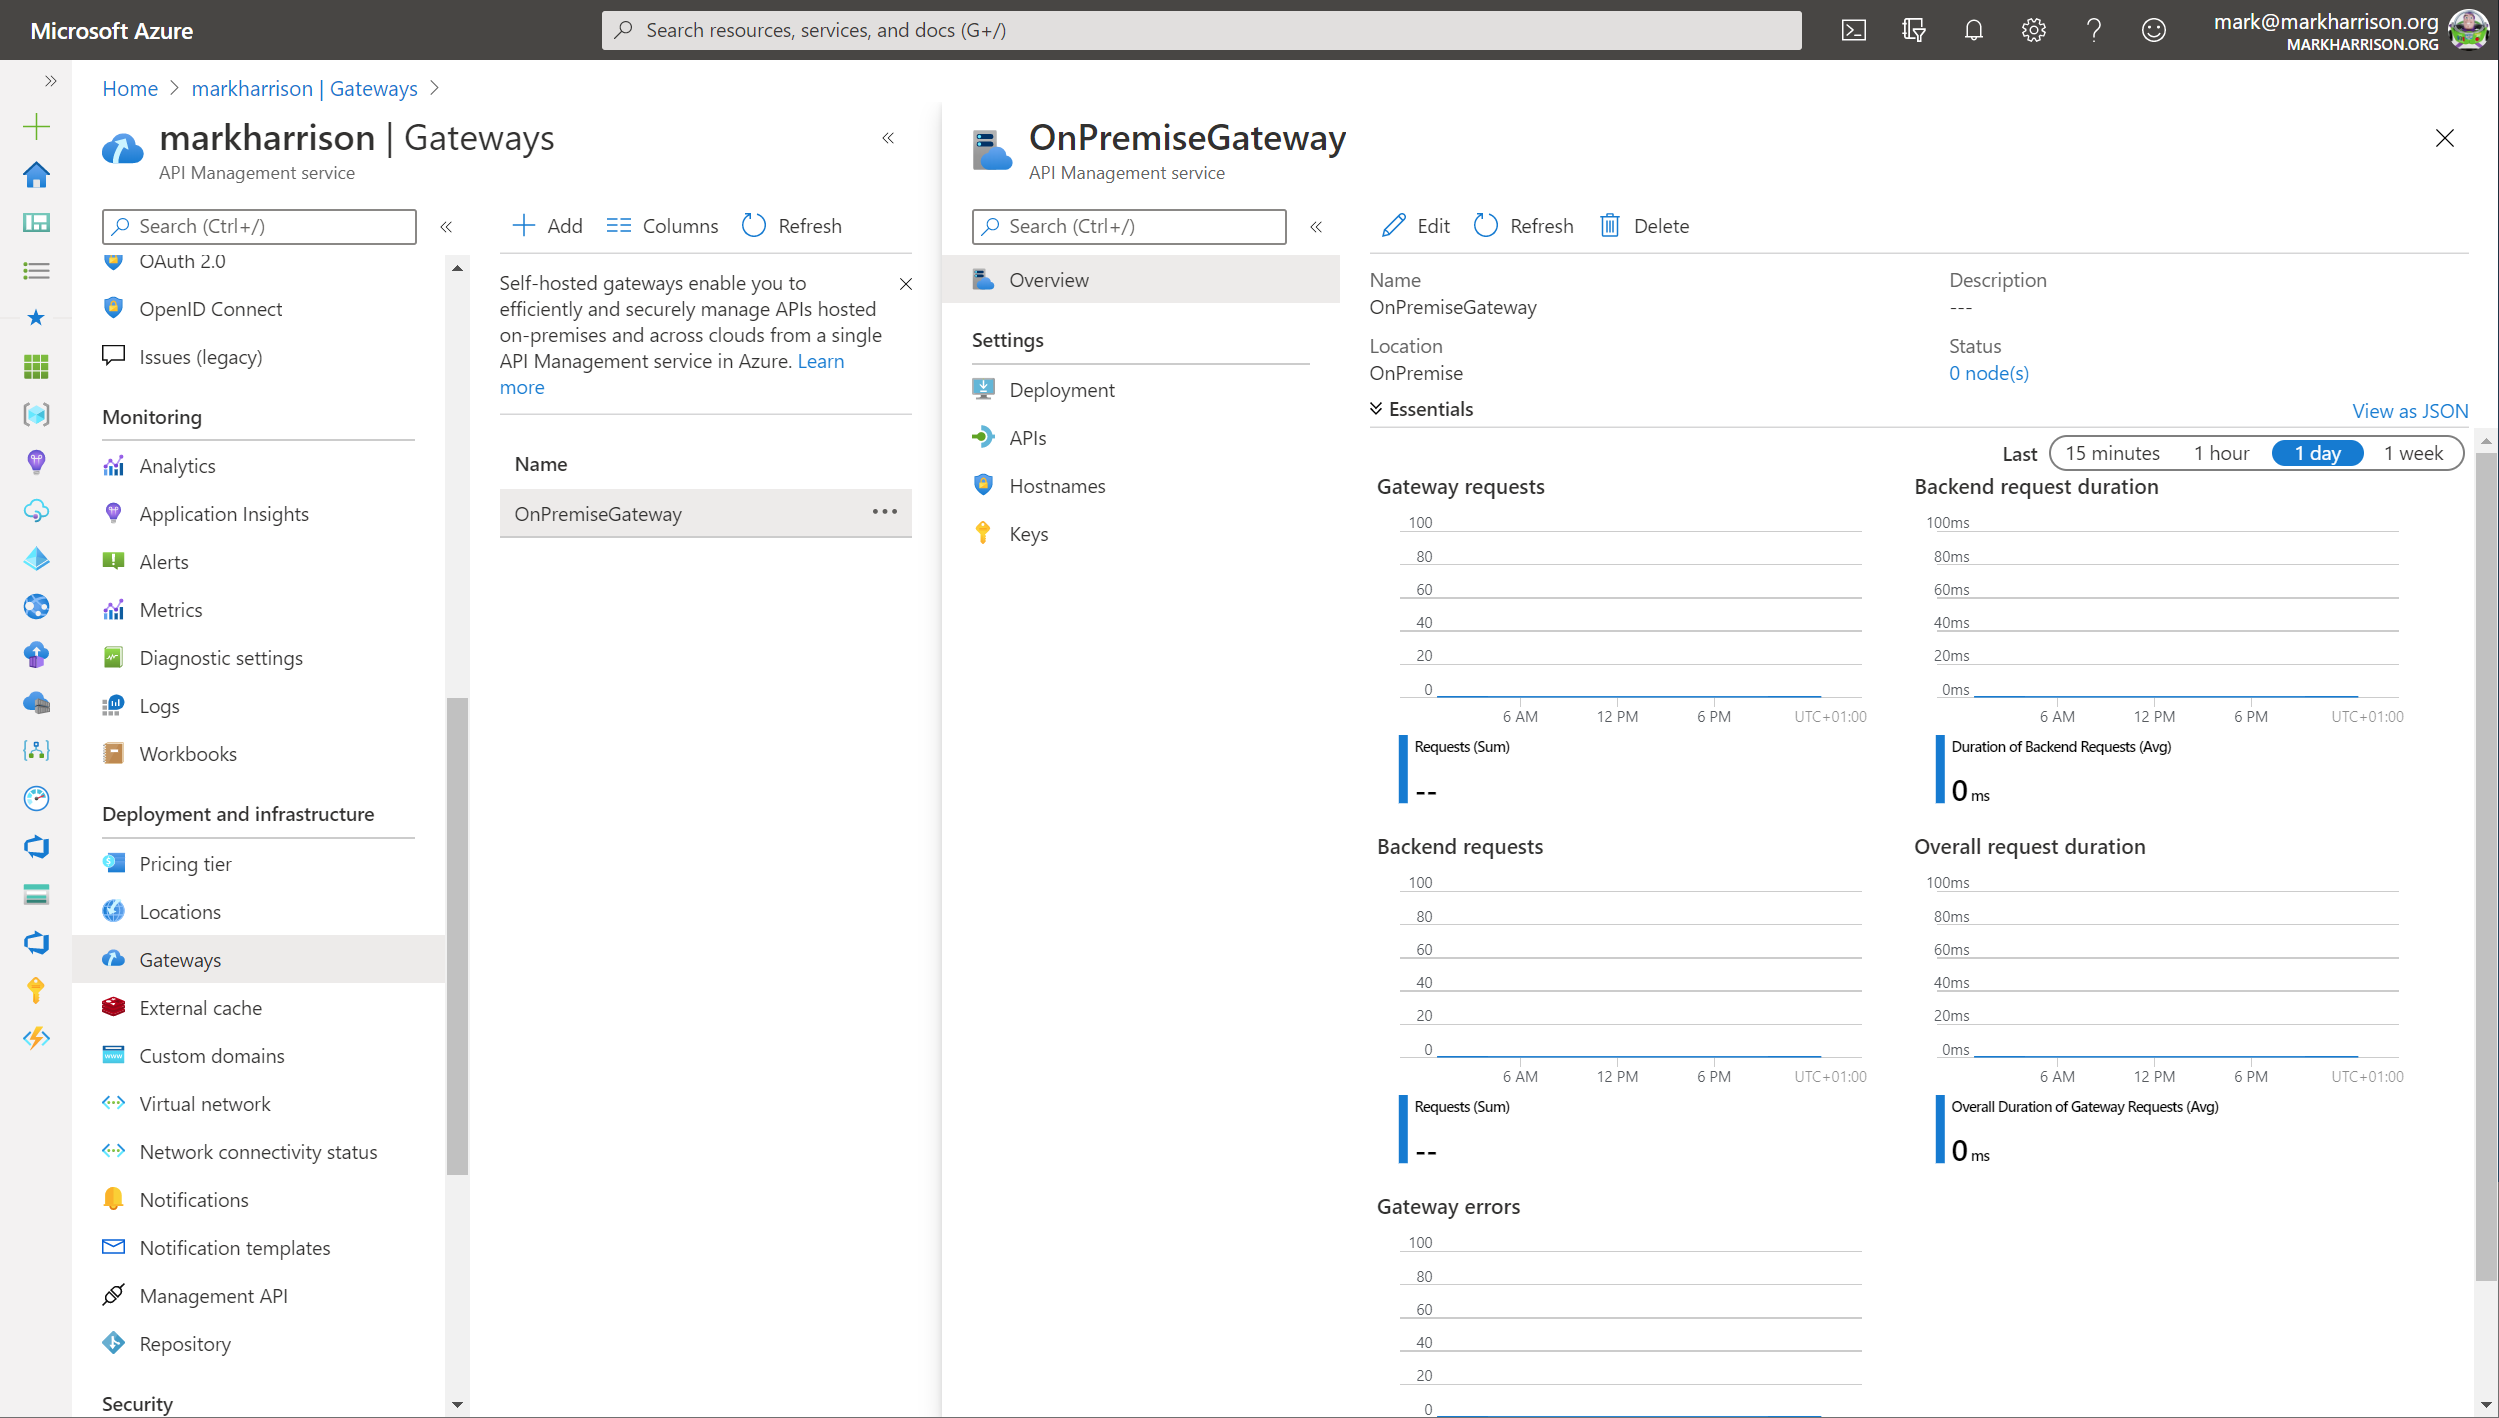 Microsoft Azure
Search resources, services, and docs (G+/)
mark@markharrison.org
MARKHARRISON.ORG
Home > markharrison | Gateways >
markharrison | Gateways
API Management service
Search (Ctrl+/)
OAuth 2.0
OpenID Connect
Issues (legacy)
Monitoring
Analytics
Application Insights
Alerts
Metrics
Diagnostic settings
Logs
Workbooks
Deployment and infrastructure
Pricing tier
Locations
Gateways
External cache
Custom domains
Virtual network
Network connectivity status
Notifications
Notification templates
Management API
Repository
Security
Add Columns Refresh
Self-hosted gateways enable you to
efficiently and securely manage APIs hosted
on-premises and across clouds from a single
API Management service in Azure. Learn
more
Name
OnPremiseGateway
OnPremiseGateway
API Management service
Search (Ctrl+/)
Overview
Settings
Deployment
APIs
Hostnames
Keys
Edit Refresh Delete
Name
OnPremiseGateway
Location
OnPremise
Description
---
Status
0 node(s)
Essentials
View as JSON
Last 15 minutes 1 hour 1 day 1 week
Gateway requests
100
80
60
40
20
0
6 AM 12 PM 6 PM UTC+01:00
Requests (Sum)
--
Backend request duration
100ms
80ms
60ms
40ms
20ms
0ms
6 AM 12 PM 6 PM UTC+01:00
Duration of Backend Requests (Avg)
0 ms
Backend requests
100
80
60
40
20
0
6 AM 12 PM 6 PM UTC+01:00
Requests (Sum)
--
Overall request duration
100ms
80ms
60ms
40ms
20ms
0ms
6 AM 12 PM 6 PM UTC+01:00
Overall Duration of Gateway Requests (Avg)
0 ms
Gateway errors
100
80
60
40
20
0